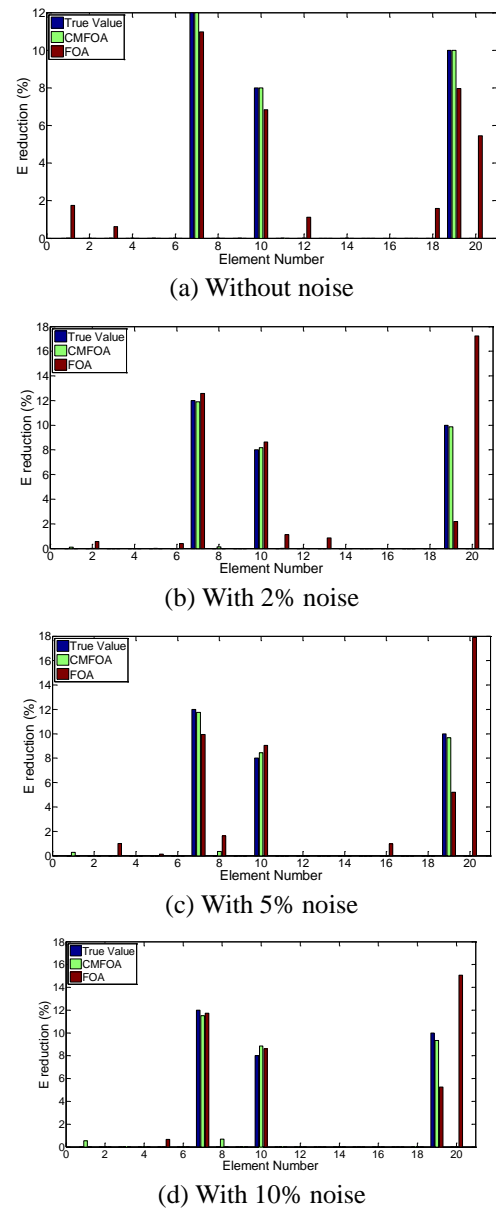 12
10
8
6
4
2
0
E reduction (%)
True Value
CMFOA
FOA
0 2 4 6 8 10 12 14 16 18 20
Element Number
(a) Without noise
18
16
14
12
10
8
6
4
2
0
E reduction (%)
True Value
CMFOA
FOA
0 2 4 6 8 10 12 14 16 18 20
Element Number
(b) With 2% noise
18
16
14
12
10
8
6
4
2
0
E reduction (%)
True Value
CMFOA
FOA
0 2 4 6 8 10 12 14 16 18 20
Element Number
(c) With 5% noise
18
16
14
12
10
8
6
4
2
0
E reduction (%)
True Value
CMFOA
FOA
0 2 4 6 8 10 12 14 16 18 20
Element Number
(d) With 10% noise